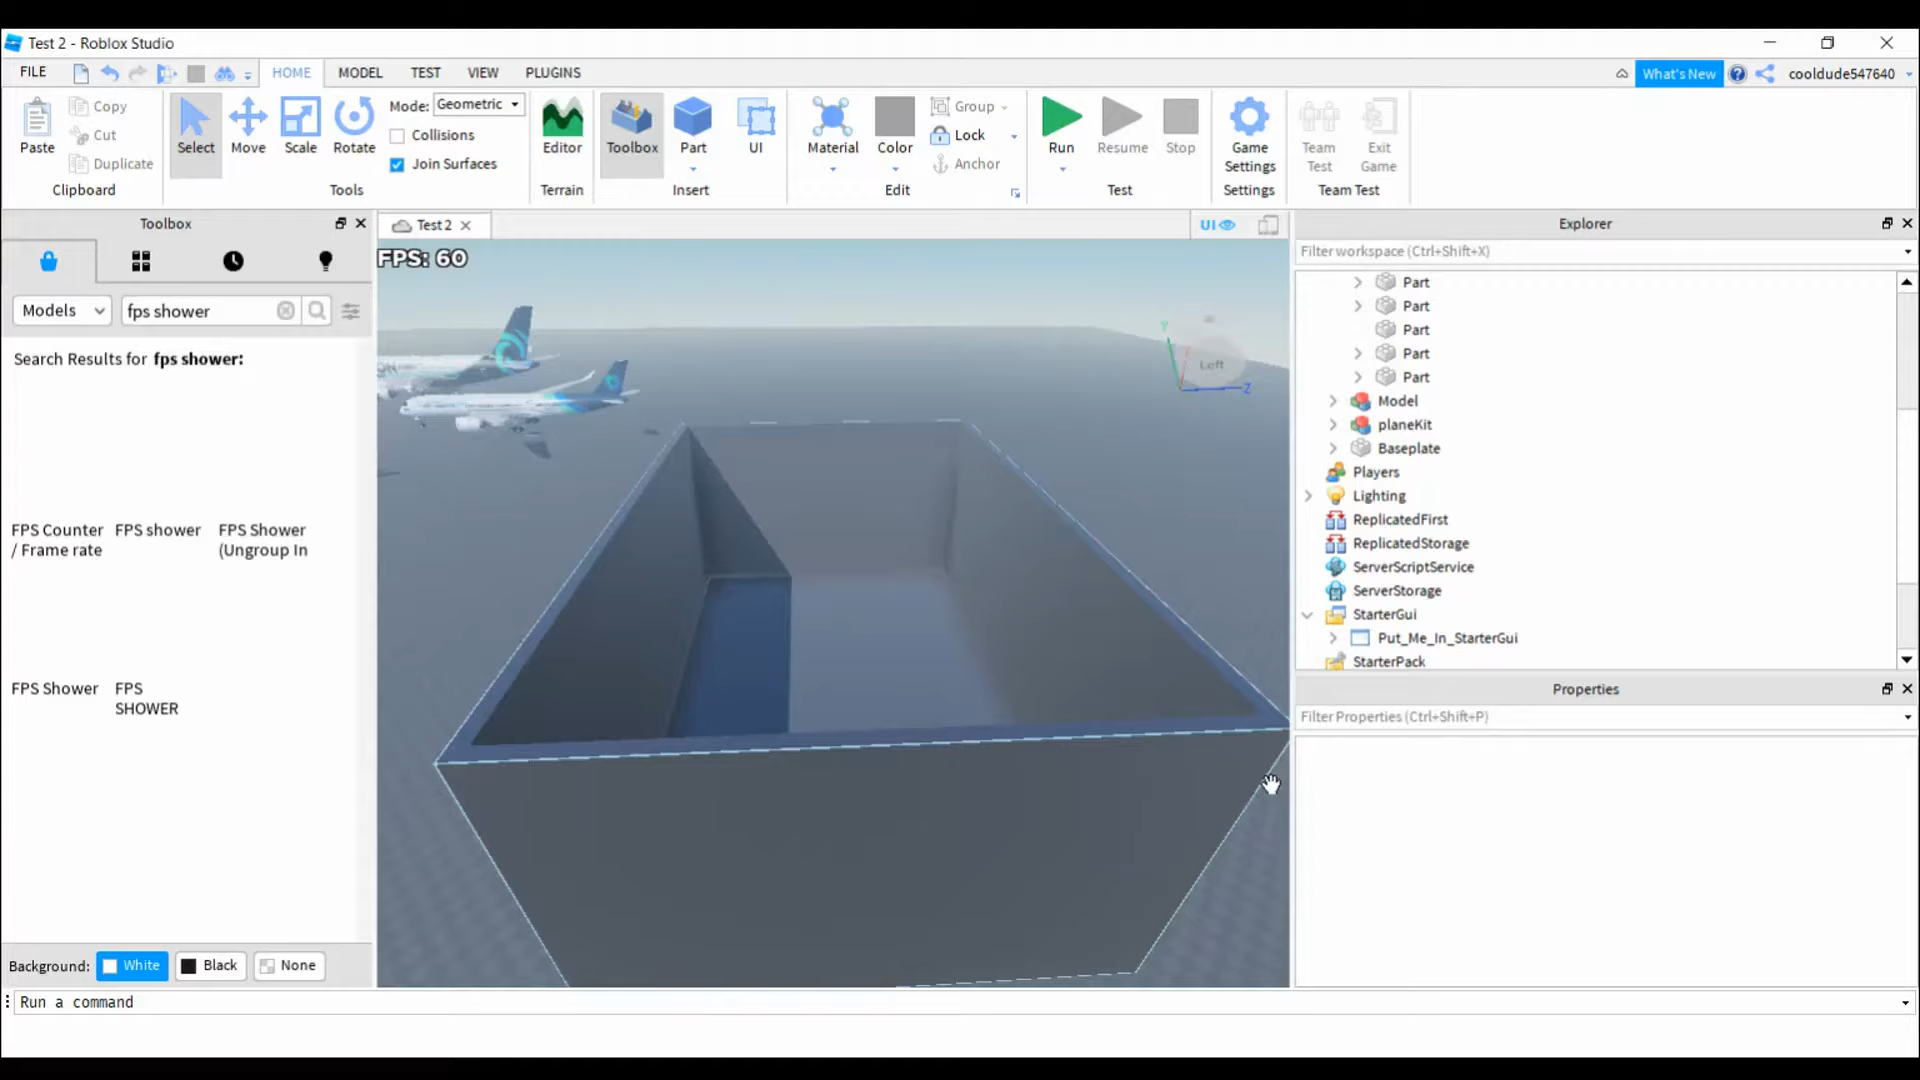 Test 2 - Roblox Studio
FILE
HOME
MODEL
TEST
VIEW
PLUGINS
What's New
cooldude547640
Paste
Copy
Cut
Duplicate
Clipboard
Select
Move
Scale
Rotate
Mode: Geometric
Collisions
Join Surfaces
Tools
Editor
Terrain
Toolbox
Part
UI
Insert
Material
Color
Group
Lock
Anchor
Edit
Run
Resume
Stop
Test
Game
Settings
Settings
Team
Test
Exit
Game
Team Test
Toolbox
Models
fps shower
Search Results for fps shower:
FPS Counter
/ Frame rate
FPS shower
FPS Shower
(Ungroup In
FPS Shower
FPS
SHOWER
Background:
White
Black
None
Test 2
UI
FPS: 60
Y
Left
Z
Explorer
Filter workspace (Ctrl+Shift+X)
Part
Part
Part
Part
Part
Model
planeKit
Baseplate
Players
Lighting
ReplicatedFirst
ReplicatedStorage
ServerScriptService
ServerStorage
StarterGui
Put_Me_In_StarterGui
StarterPack
Properties
Filter Properties (Ctrl+Shift+P)
Run a command